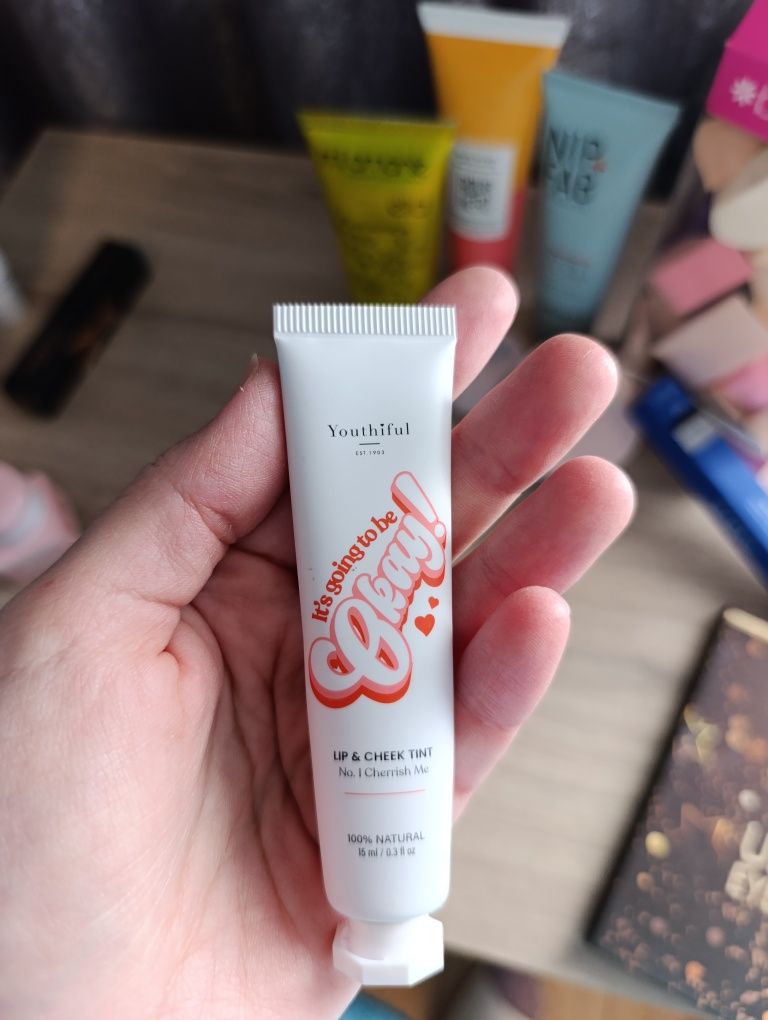 NIP+
FAB
Youthiful
EST 1903
It's going to be
Okay!
LIP & CHEEK TINT
No. 1 Cherrish Me
100% NATURAL
15 ml / 0.3 fl oz